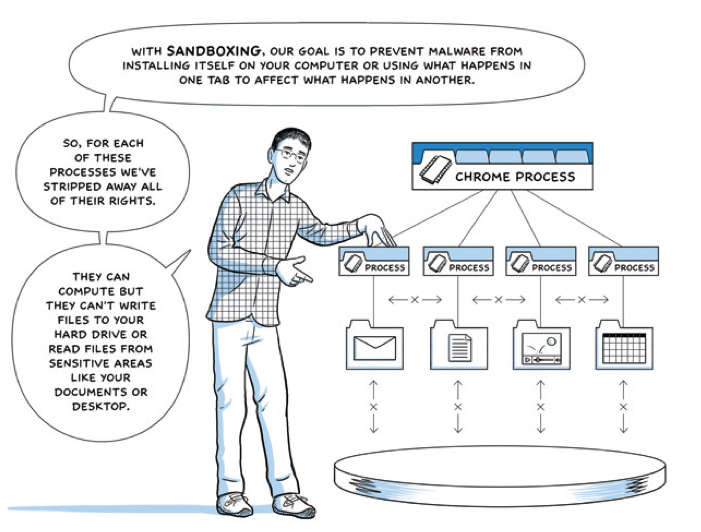 WITH SANDBOXING, OUR GOAL IS TO PREVENT MALWARE FROM
INSTALLING ITSELF ON YOUR COMPUTER OR USING WHAT HAPPENS IN
ONE TAB TO AFFECT WHAT HAPPENS IN ANOTHER.
SO, FOR EACH
OF THESE
PROCESSES WE'VE
STRIPPED AWAY ALL
OF THEIR RIGHTS.
THEY CAN
COMPUTE BUT
THEY CAN'T WRITE
FILES TO YOUR
HARD DRIVE OR
READ FILES FROM
SENSITIVE AREAS
LIKE YOUR
DOCUMENTS OR
DESKTOP.
CHROME PROCESS
PROCESS
PROCESS
PROCESS
PROCESS